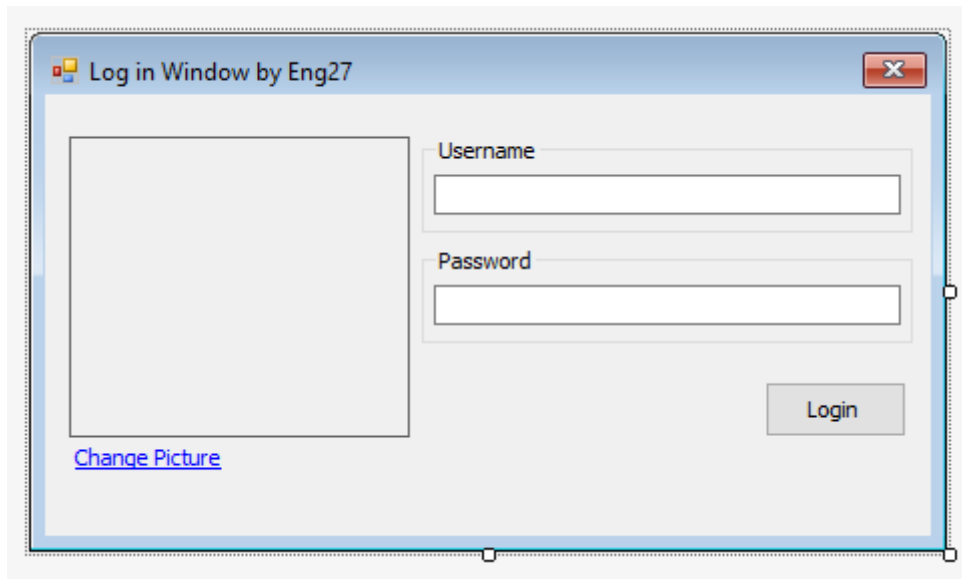 Log in Window by Eng27
Username
Password
Login
Change Picture